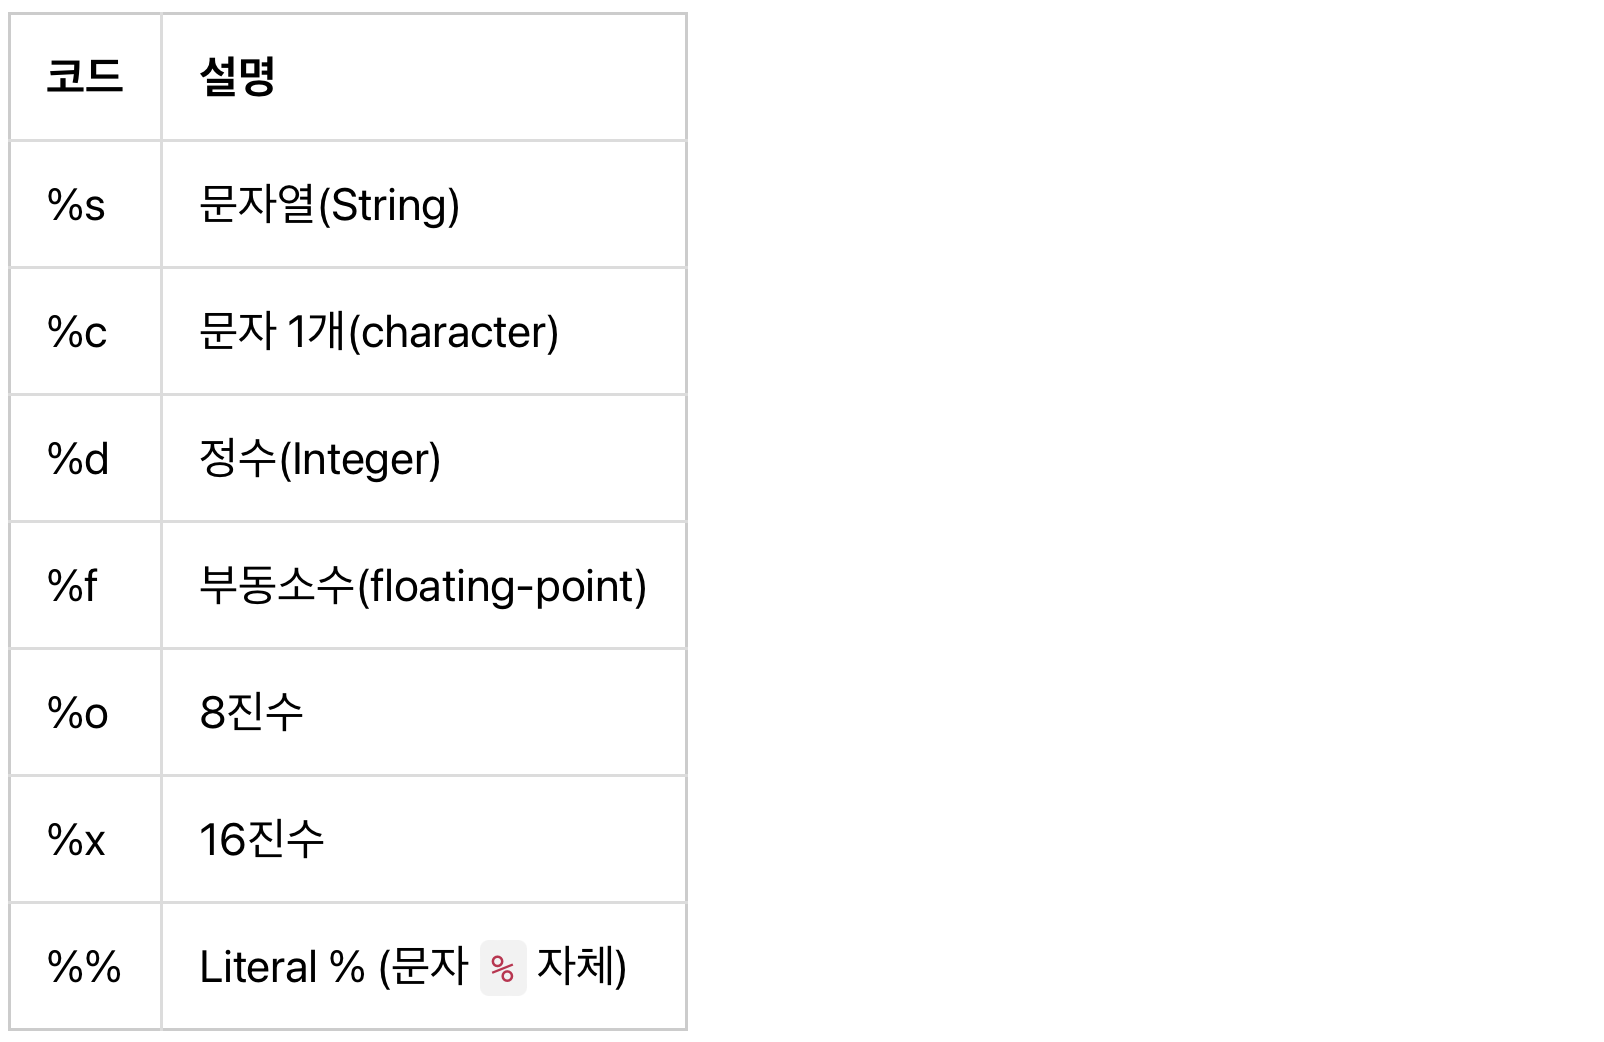 코드 설명
%s 문자열(String)
%c 문자 1개(character)
%d 정수(Integer)
%f 부동소수(floating-point)
%o 8진수
%x 16진수
%% Literal % (문자 % 자체)